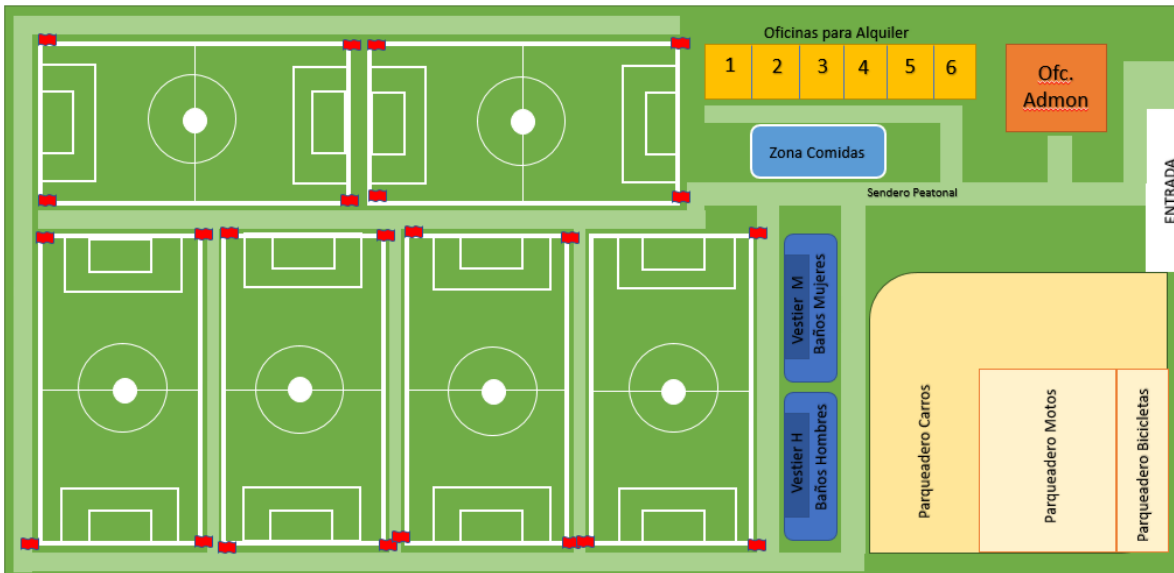 Oficinas para Alquiler
1 2 3 4 5 6
Ofc.
Admon
Zona Comidas
Sendero Peatonal
ENTRADA
Vestier M
Baños Mujeres
Vestier H
Baños Hombres
Parqueadero Carros
Parqueadero Motos
Parqueadero Bicicletas